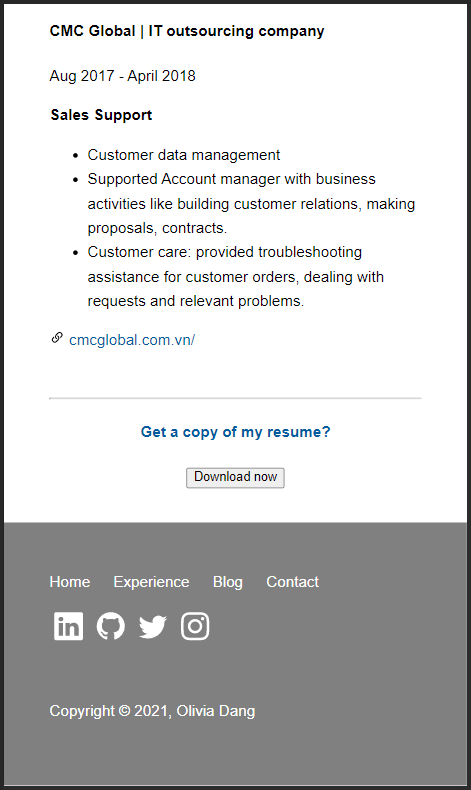 CMC Global | IT outsourcing company
Aug 2017 - April 2018
Sales Support
• Customer data management
• Supported Account manager with business
activities like building customer relations, making
proposals, contracts.
• Customer care: provided troubleshooting
assistance for customer orders, dealing with
requests and relevant problems.
cmcglobal.com.vn/
Get a copy of my resume?
Download now
Home Experience Blog Contact
in
Copyright © 2021, Olivia Dang